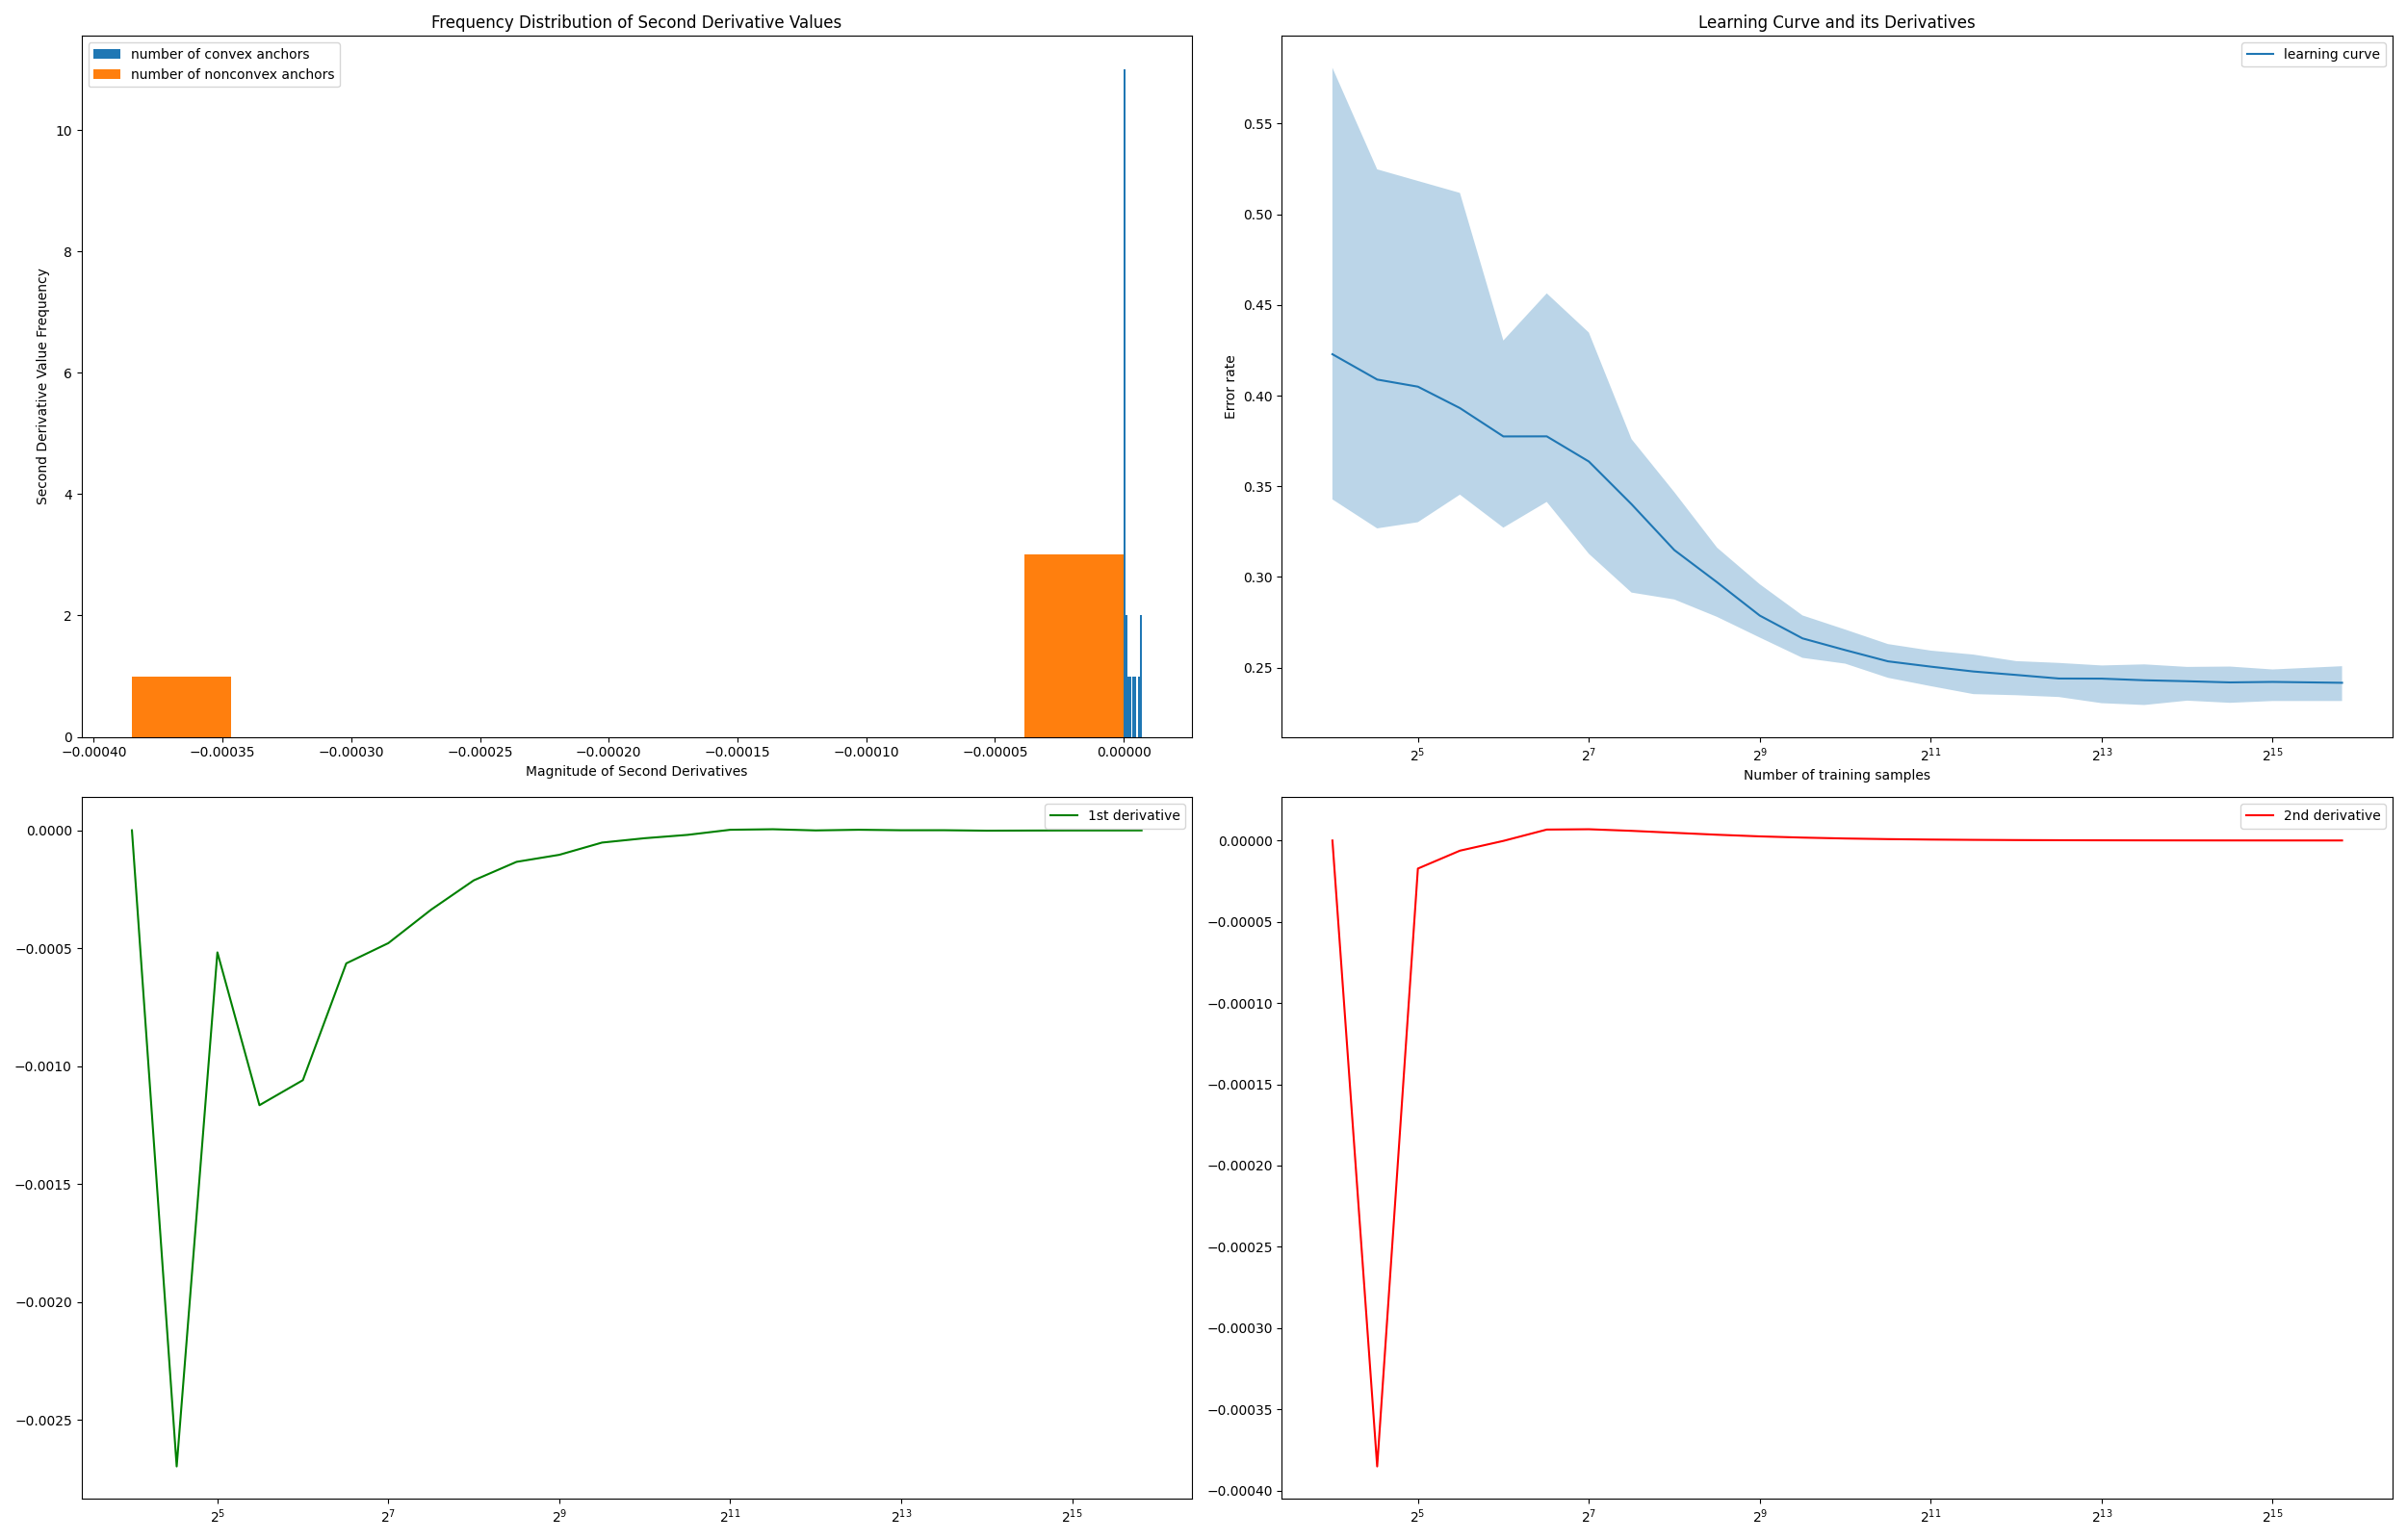 Frequency Distribution of Second Derivative Values
number of convex anchors
number of nonconvex anchors
Second Derivative Value Frequency
10
8
6
4
2
0
−0.00040 −0.00035 −0.00030 −0.00025 −0.00020 −0.00015 −0.00010 −0.00005 0.00000
Magnitude of Second Derivatives
Learning Curve and its Derivatives
learning curve
Error rate
0.55
0.50
0.45
0.40
0.35
0.30
0.25
2^5 2^7 2^9 2^11 2^13 2^15
Number of training samples
1st derivative
0.0000
−0.0005
−0.0010
−0.0015
−0.0020
−0.0025
2^5 2^7 2^9 2^11 2^13 2^15
2nd derivative
0.00000
−0.00005
−0.00010
−0.00015
−0.00020
−0.00025
−0.00030
−0.00035
−0.00040
2^5 2^7 2^9 2^11 2^13 2^15